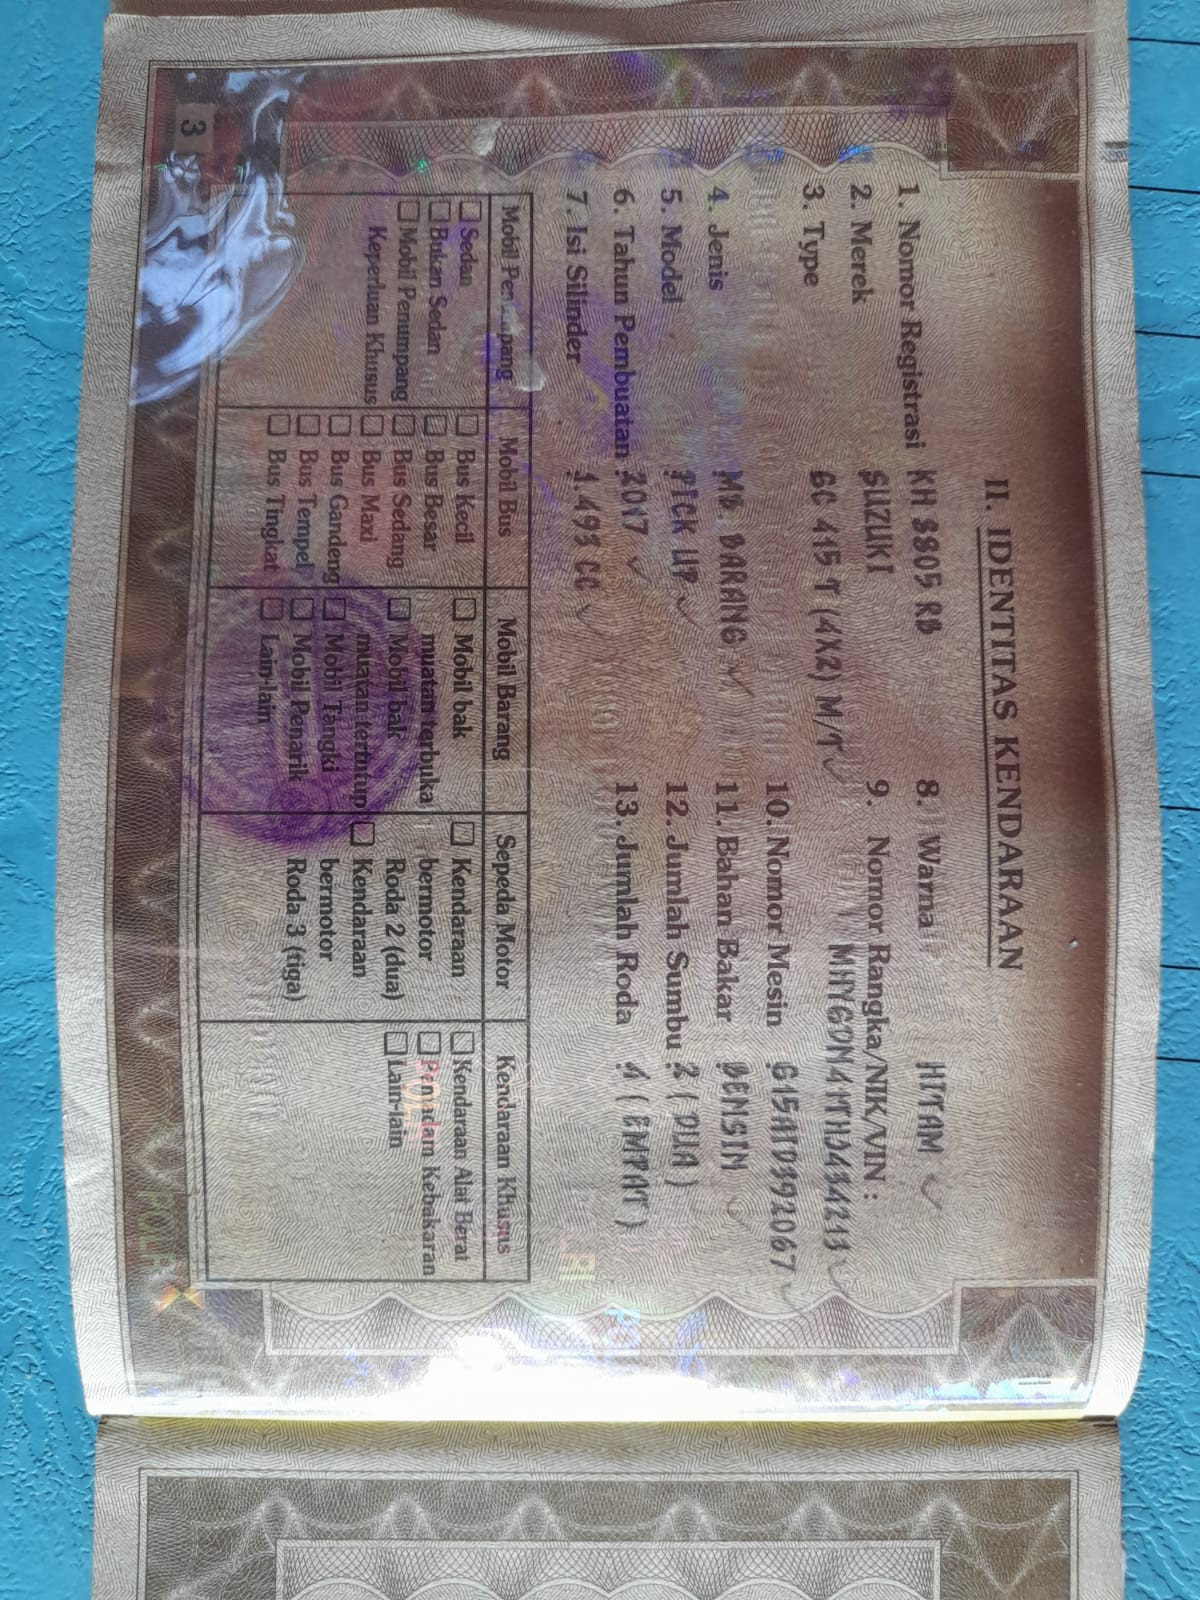 II. IDENTITAS KENDARAAN
1. Nomor Registrasi KH 8805 RB
2. Merek SUZUKI
3. Type GC 415 T (4X2) M/T
4. Jenis : MB. BARANG
5. Model : PICK UP
6. Tahun Pembuatan : 2017
7. Isi Silinder : 1.493 CC
8. Warna HITAM
9. Nomor Rangka/NIK/VIN :
10. Nomor Mesin : G15AID392067
11. Bahan Bakar : BENSIN
12. Jumlah Sumbu : 2 ( DUA )
13. Jumlah Roda : 4 ( EMPAT )
Mobil Penumpang
☐ Sedan
☐ Bukan Sedan
☐ Mobil Penumpang
Keperluan Khusus
Mobil Bus
☐ Bus Kecil
☐ Bus Besar
☐ Bus Sedang
☐ Bus Maxi
☐ Bus Gandeng
☐ Bus Tempel
☐ Bus Tingkat
Mobil Barang
☐ Mobil bak
muatan terbuka
☐ Mobil bak
muatan tertutup
☐ Mobil Tangki
☐ Mobil Penarik
☐ Lain-lain
Sepeda Motor
☐ Kendaraan
bermotor
Roda 2 (dua)
☐ Kendaraan
bermotor
Roda 3 (tiga)
Kendaraan Khusus
☐ Kendaraan Alat Berat
☐ Pemadam Kebakaran
☐ Lain-lain
3